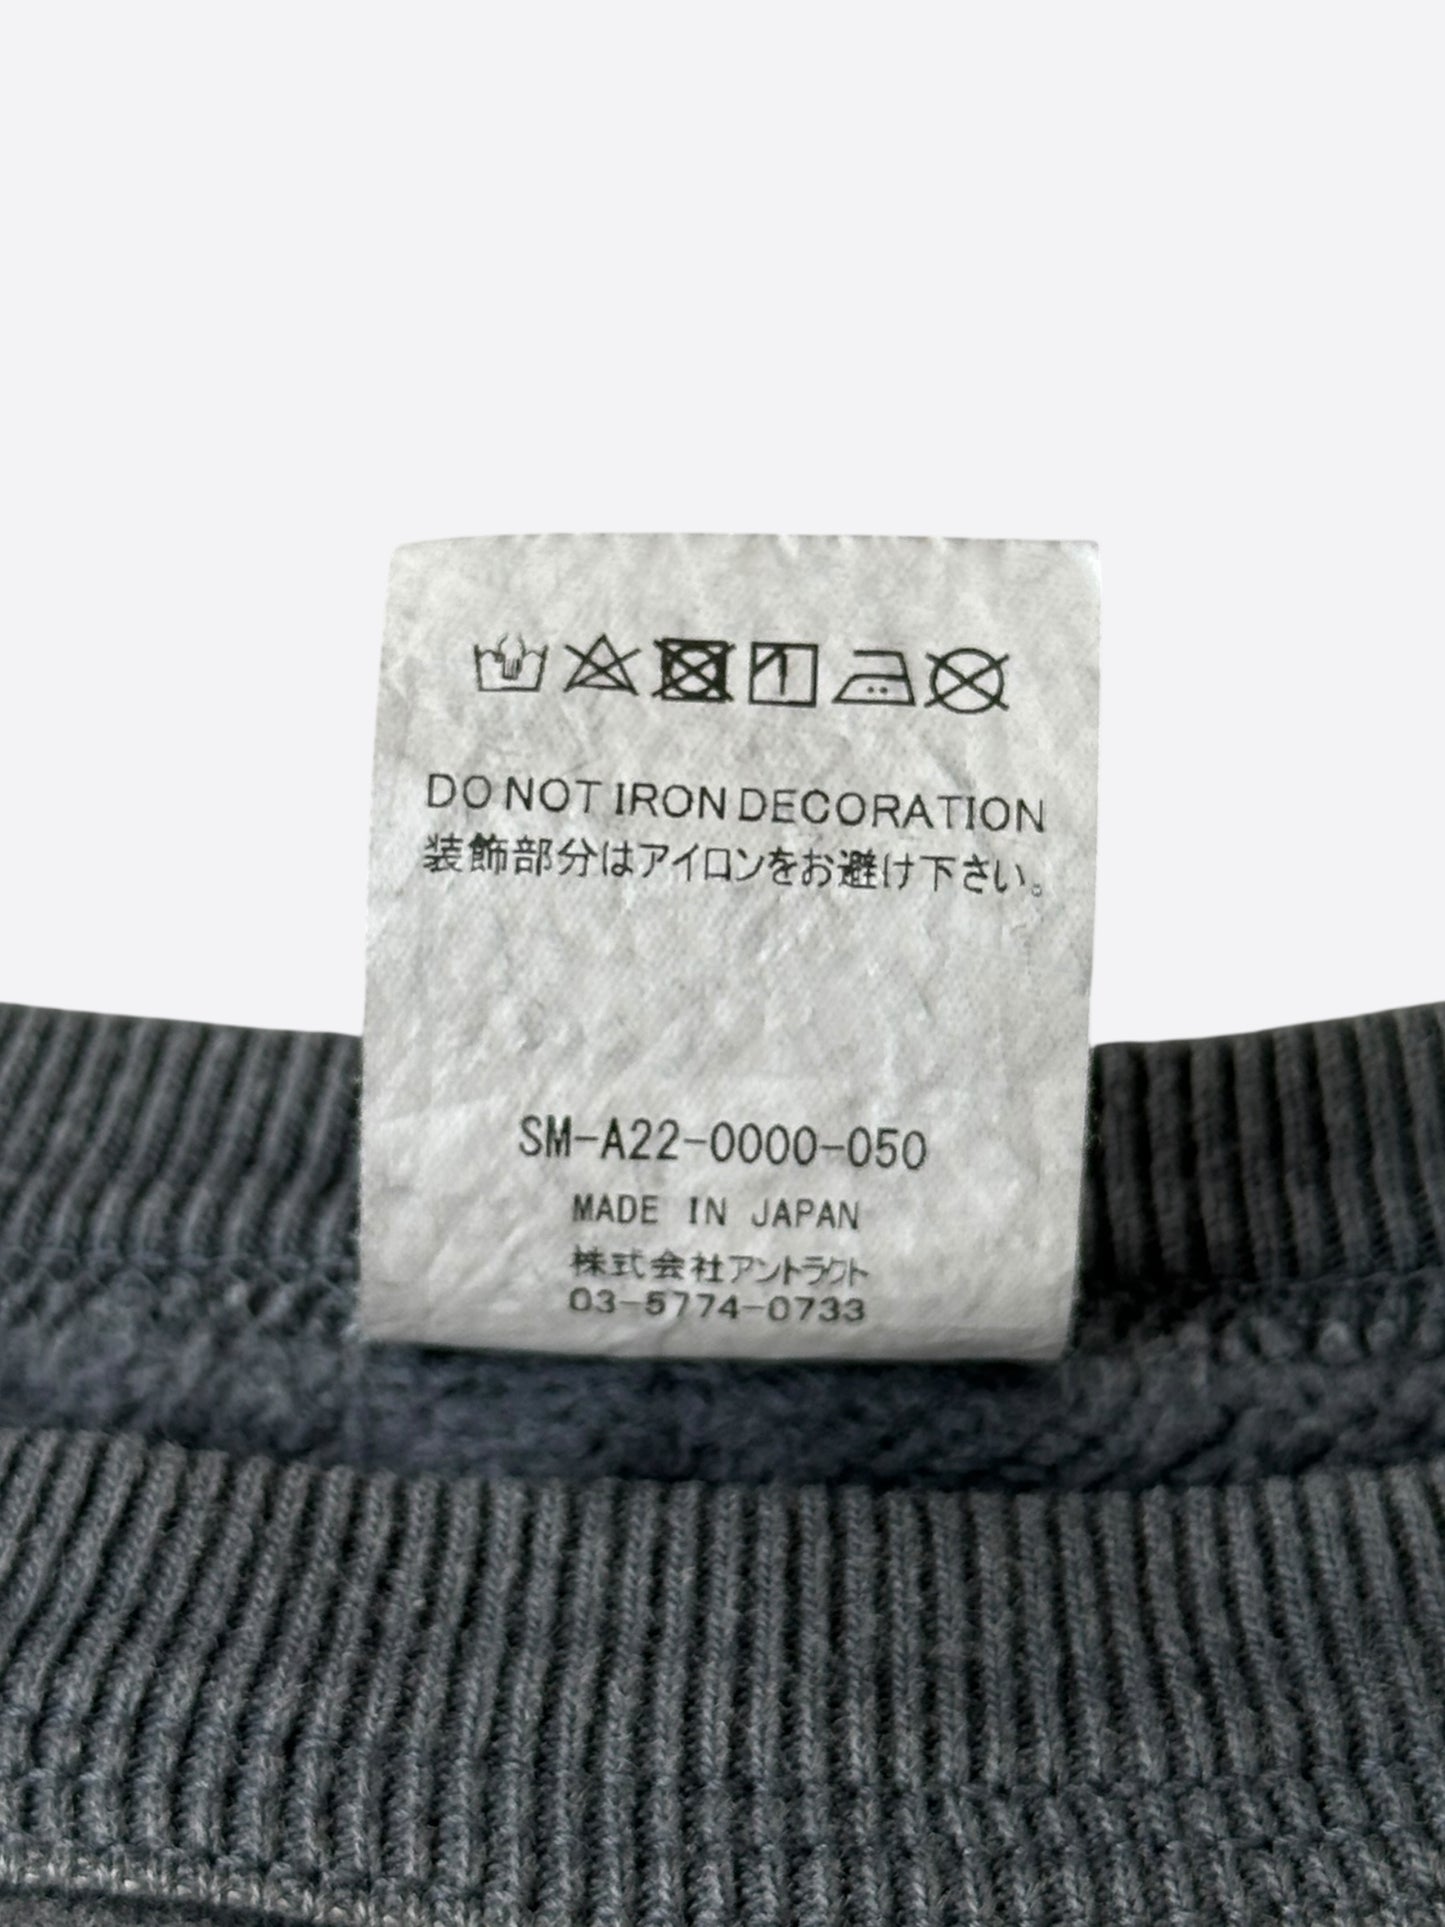 DO NOT IRON DECORATION
装飾部分はアイロンをお避け下さい。
SM-A22-0000-050
MADE IN JAPAN
株式会社アントラクト
03-5774-0733